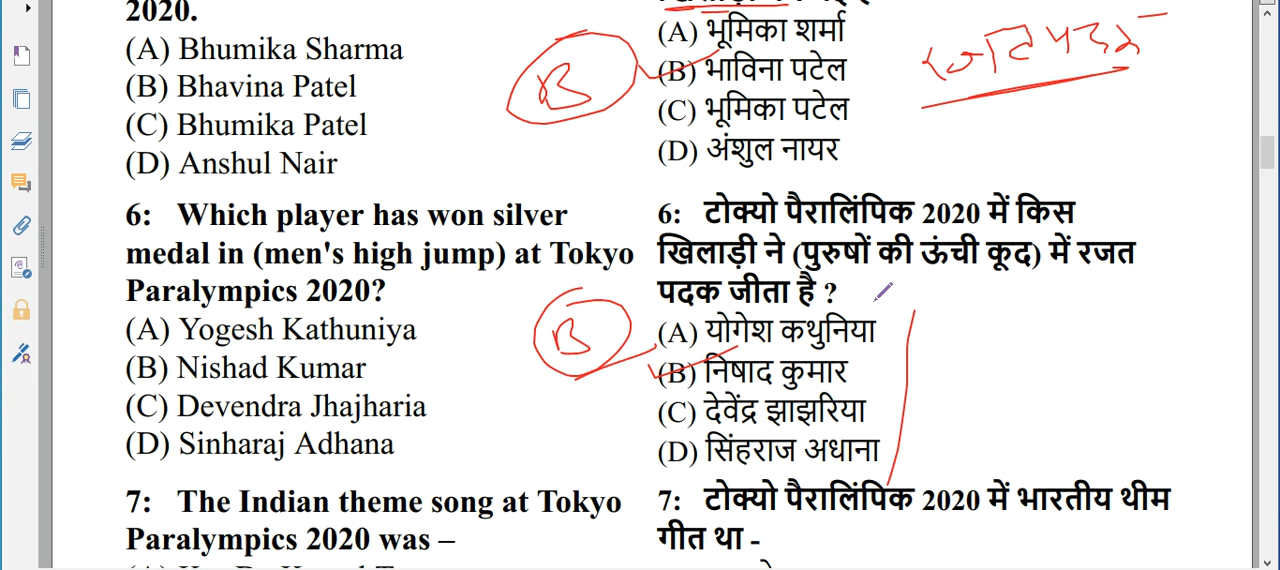 2020.
(A) Bhumika Sharma
(B) Bhavina Patel
(C) Bhumika Patel
(D) Anshul Nair
6: Which player has won silver
medal in (men's high jump) at Tokyo
Paralympics 2020?
(A) Yogesh Kathuniya
(B) Nishad Kumar
(C) Devendra Jhajharia
(D) Sinharaj Adhana
7: The Indian theme song at Tokyo
Paralympics 2020 was –
B
B
(A) भूमिका शर्मा
(B) भाविना पटेल
(C) भूमिका पटेल
(D) अंशुल नायर
6: टोक्यो पैरालिंपिक 2020 में किस
खिलाड़ी ने (पुरुषों की ऊंची कूद) में रजत
पदक जीता है ?
(A) योगेश कथुनिया
(B) निषाद कुमार
(C) देवेंद्र झाझरिया
(D) सिंहराज अधाना
7: टोक्यो पैरालिंपिक 2020 में भारतीय थीम
गीत था -